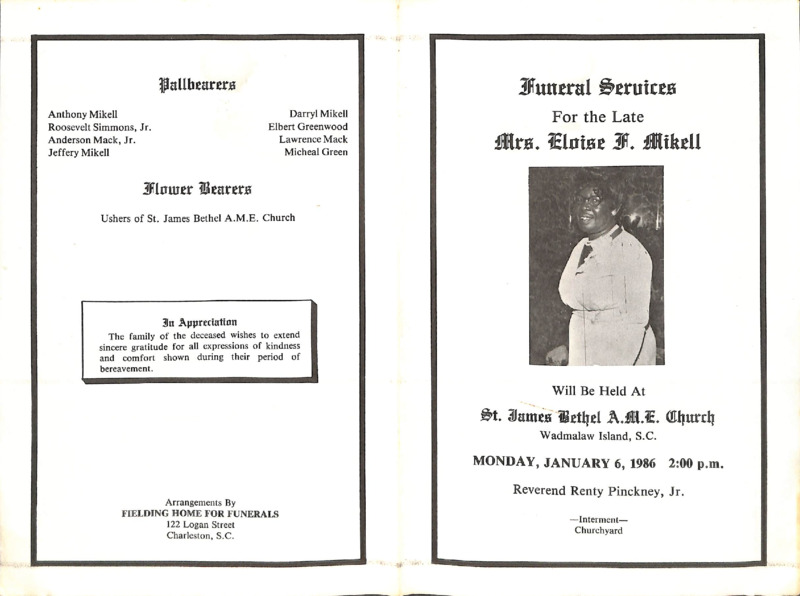 Pallbearers
Anthony Mikell
Roosevelt Simmons, Jr.
Anderson Mack, Jr.
Jeffery Mikell
Darryl Mikell
Elbert Greenwood
Lawrence Mack
Micheal Green
Flower Bearers
Ushers of St. James Bethel A.M.E. Church
In Appreciation
The family of the deceased wishes to extend
sincere gratitude for all expressions of kindness
and comfort shown during their period of
bereavement.
Arrangements By
FIELDING HOME FOR FUNERALS
122 Logan Street
Charleston, S.C.
Funeral Services
For the Late
Mrs. Eloise F. Mikell
Will Be Held At
St. James Bethel A.M.E. Church
Wadmalaw Island, S.C.
MONDAY, JANUARY 6, 1986 2:00 p.m.
Reverend Renty Pinckney, Jr.
—Interment—
Churchyard